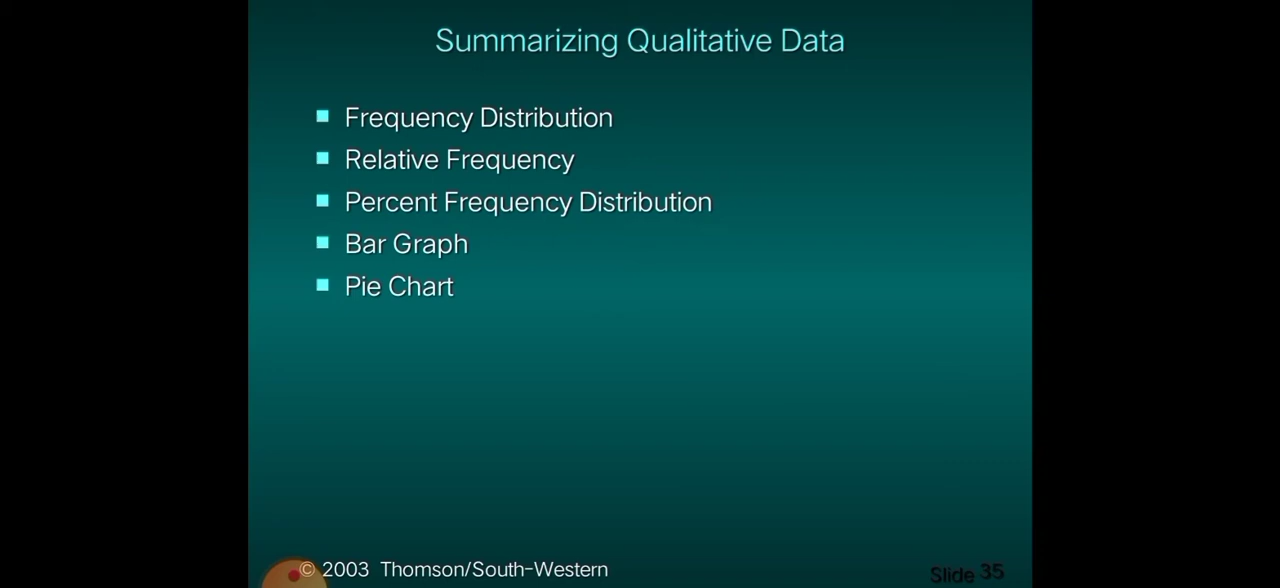 Summarizing Qualitative Data
Frequency Distribution
Relative Frequency
Percent Frequency Distribution
Bar Graph
Pie Chart
© 2003 Thomson/South-Western
Slide 35